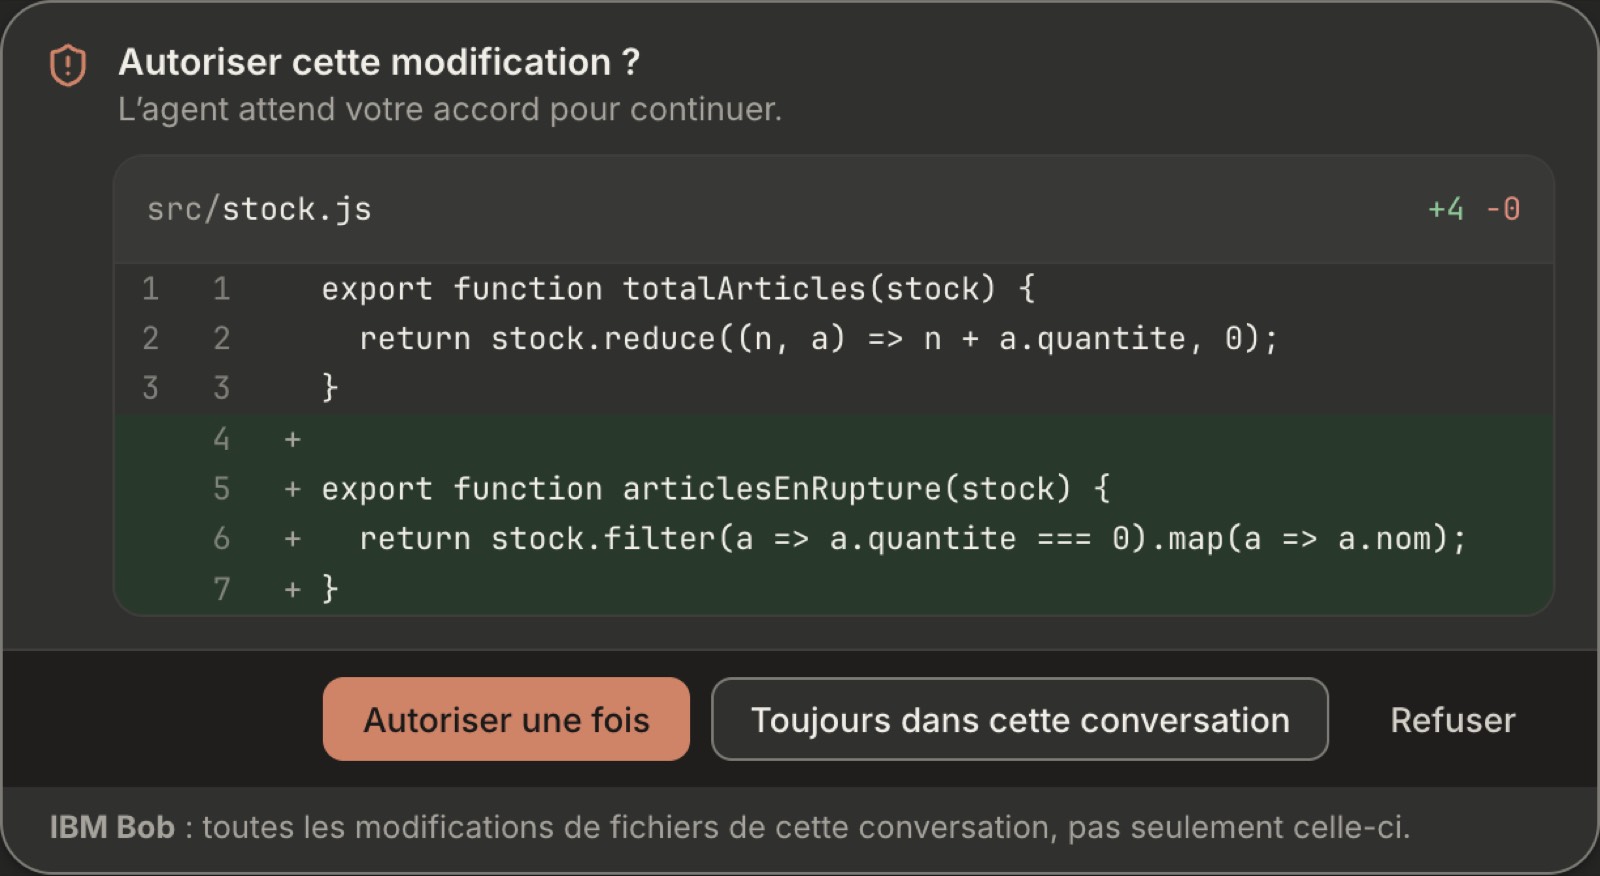 Autoriser cette modification ?
L’agent attend votre accord pour continuer.
src/stock.js +4 -0
1 1 export function totalArticles(stock) {
2 2   return stock.reduce((n, a) => n + a.quantite, 0);
3 3 }
4 +
5 + export function articlesEnRupture(stock) {
6 +   return stock.filter(a => a.quantite === 0).map(a => a.nom);
7 + }
Autoriser une fois Toujours dans cette conversation Refuser
IBM Bob : toutes les modifications de fichiers de cette conversation, pas seulement celle-ci.